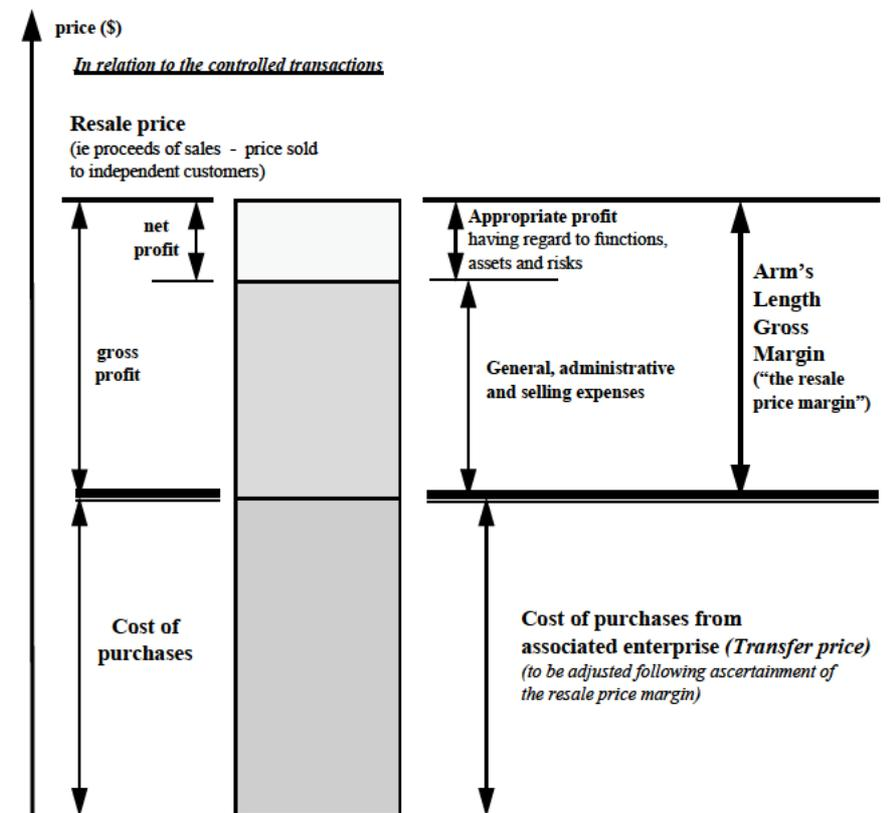 price ($)
In relation to the controlled transactions
Resale price
(ie proceeds of sales - price sold
to independent customers)
net
profit
Appropriate profit
having regard to functions,
assets and risks
Arm's
Length
Gross
Margin
("the resale
price margin")
gross
profit
General, administrative
and selling expenses
Cost of
purchases
Cost of purchases from
associated enterprise (Transfer price)
(to be adjusted following ascertainment of
the resale price margin)